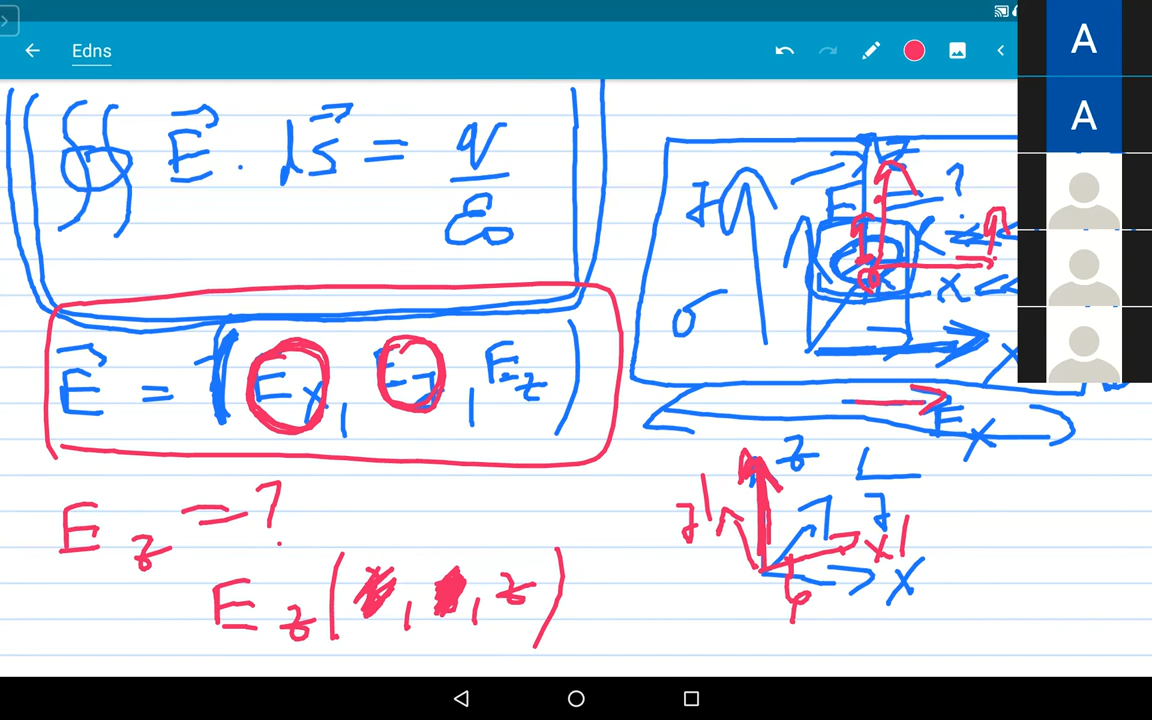 Edns
A
A
∯ E⃗ . ds⃗ = q/ε0
E = ?
σ
x
E⃗ = (Ex, Ey, Ez)
Ex
z
y
x
x'
y'
φ
Ez = ?
Ez( , , z)